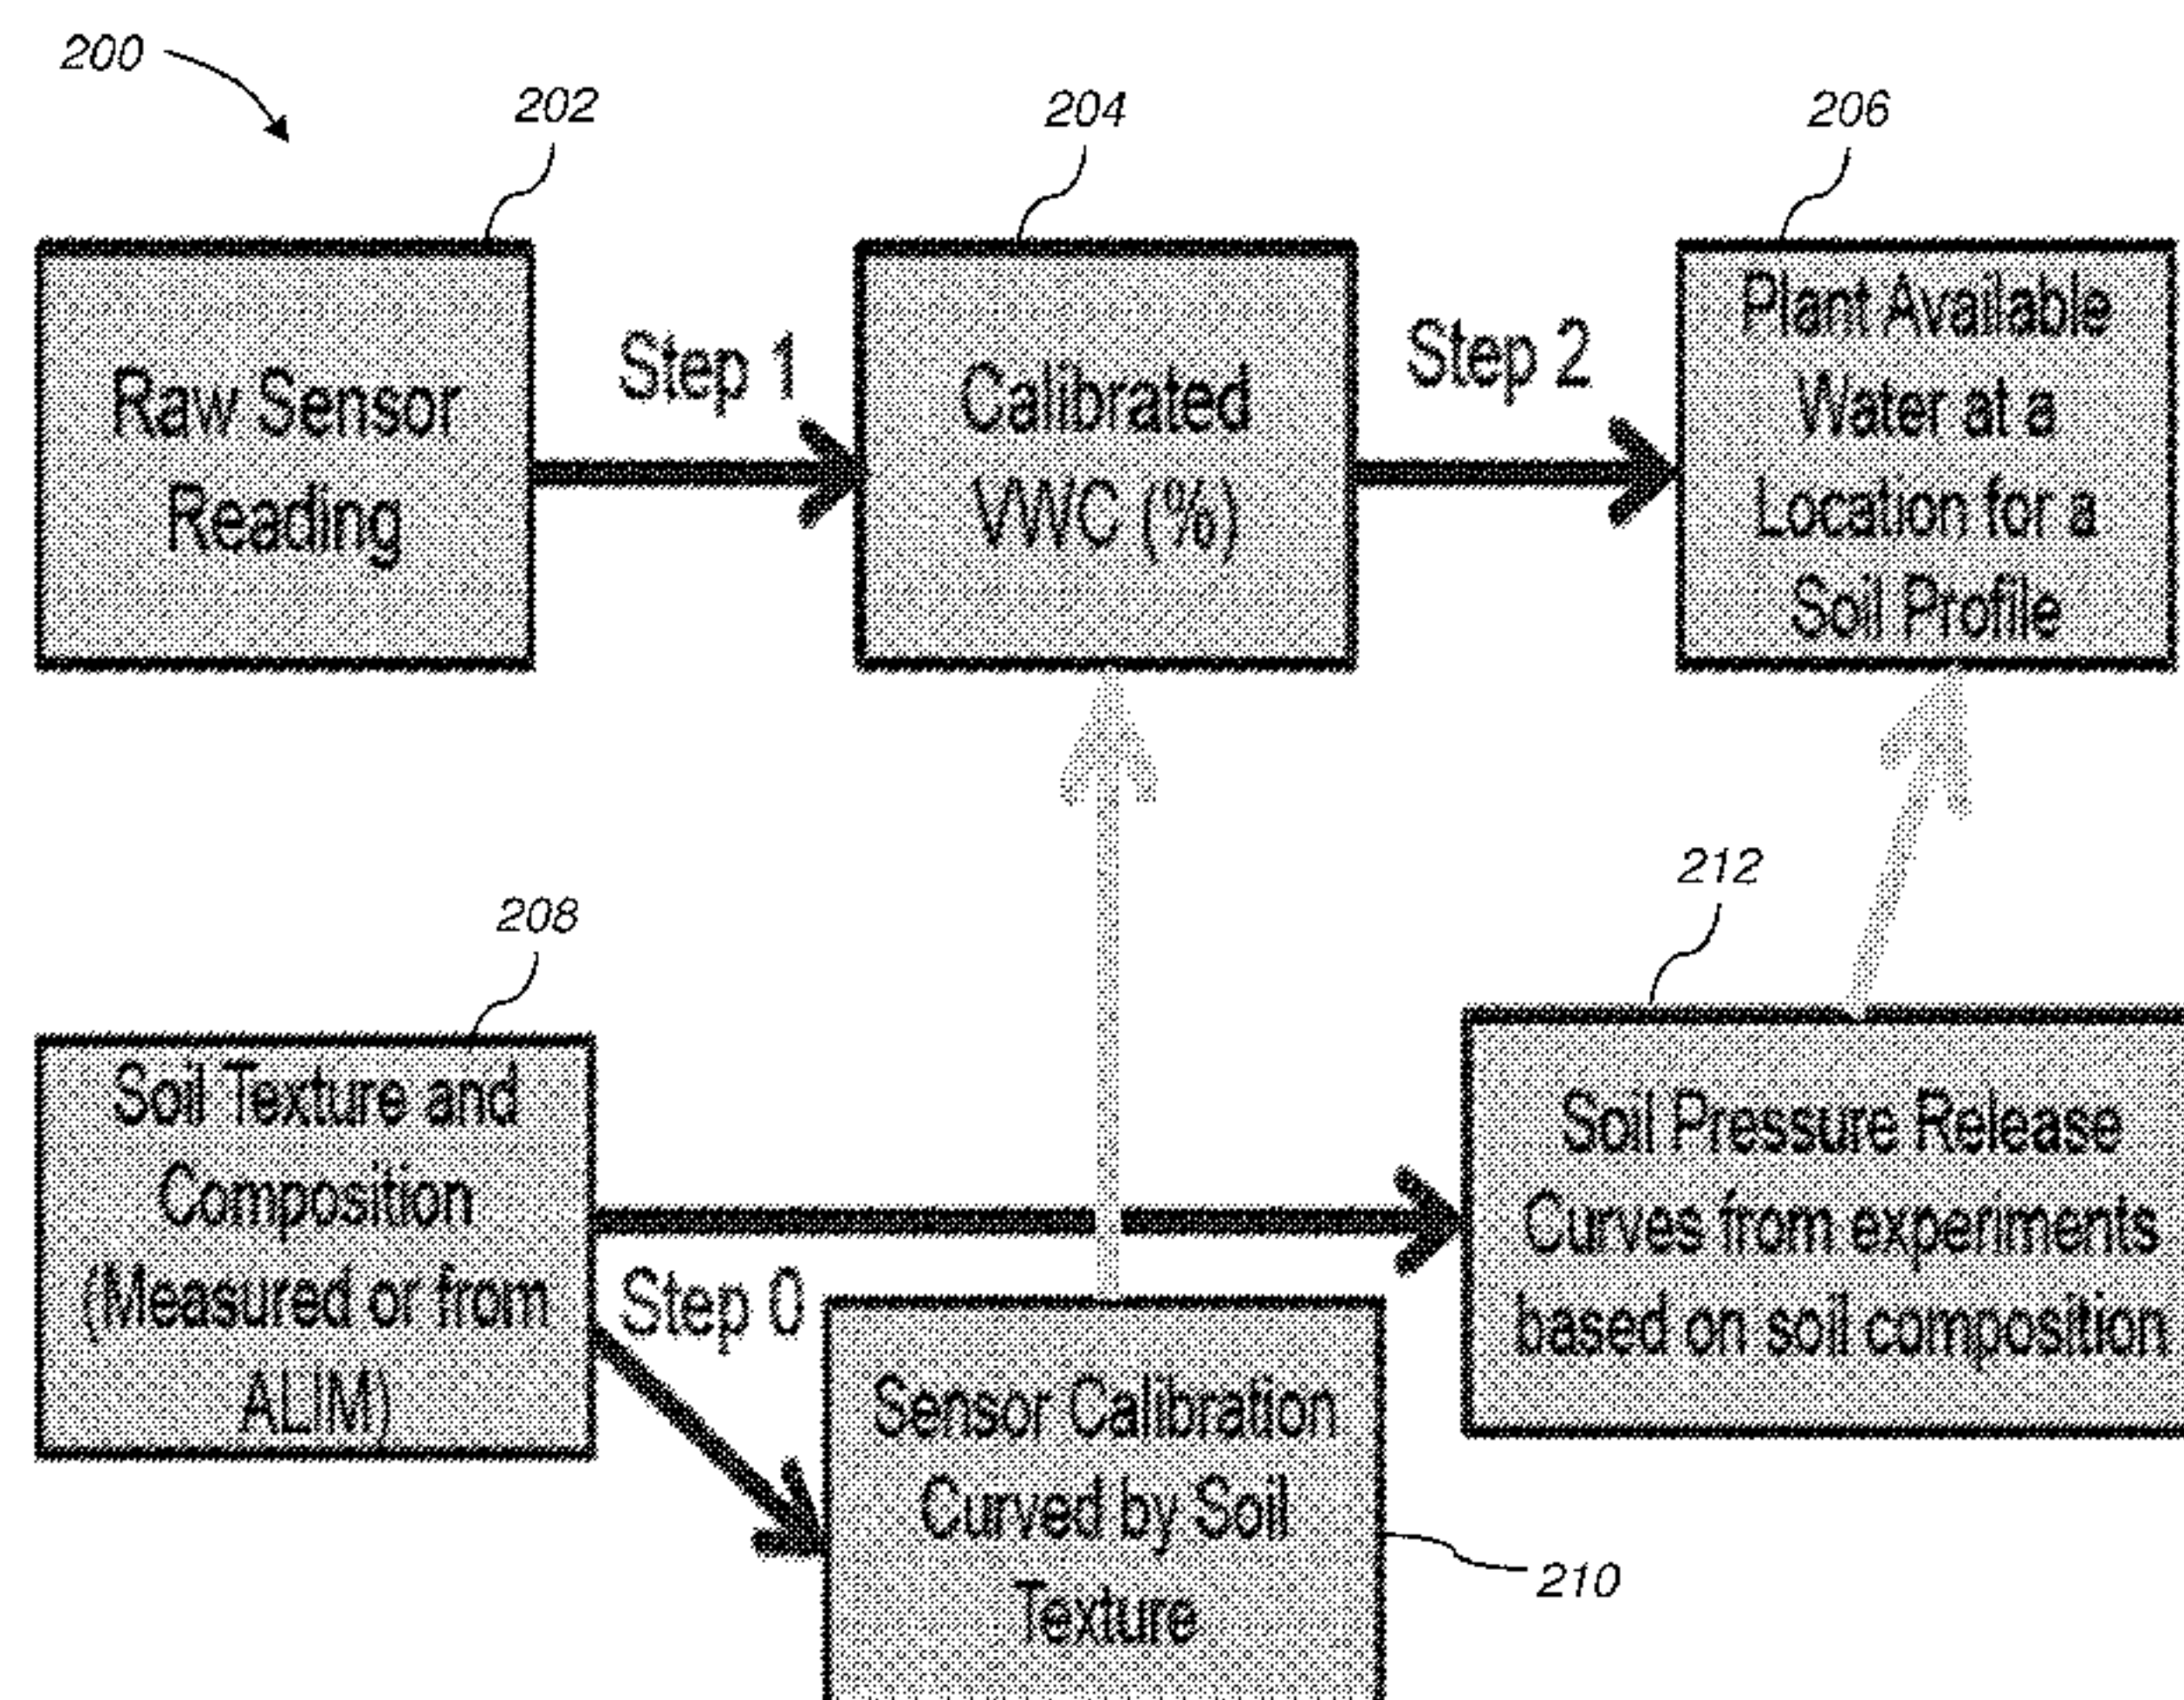 200
202
204
206
Raw Sensor
Reading
Step 1
Calibrated
VWC (%)
Step 2
Plant Available
Water at a
Location for a
Soil Profile
208
212
Soil Texture and
Composition
(Measured or from
ALIM)
Step 0
Sensor Calibration
Curved by Soil
Texture
210
Soil Pressure Release
Curves from experiments
based on soil composition